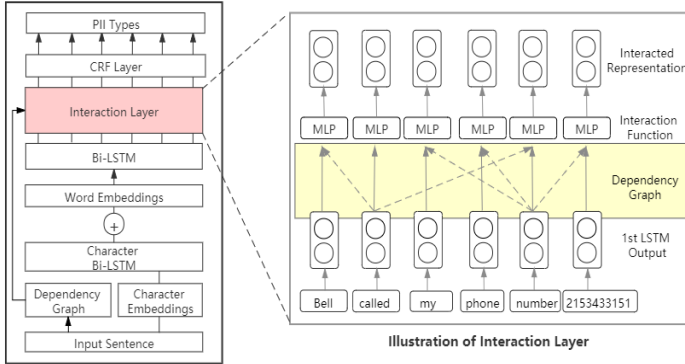 PII Types
CRF Layer
Interaction Layer
Bi-LSTM
Word Embeddings
+
Character
Bi-LSTM
Dependency
Graph
Character
Embeddings
Input Sentence
Interacted
Representation
MLP MLP MLP MLP MLP MLP
Interaction
Function
Dependency
Graph
1st LSTM
Output
Bell called my phone number 2153433151
Illustration of Interaction Layer